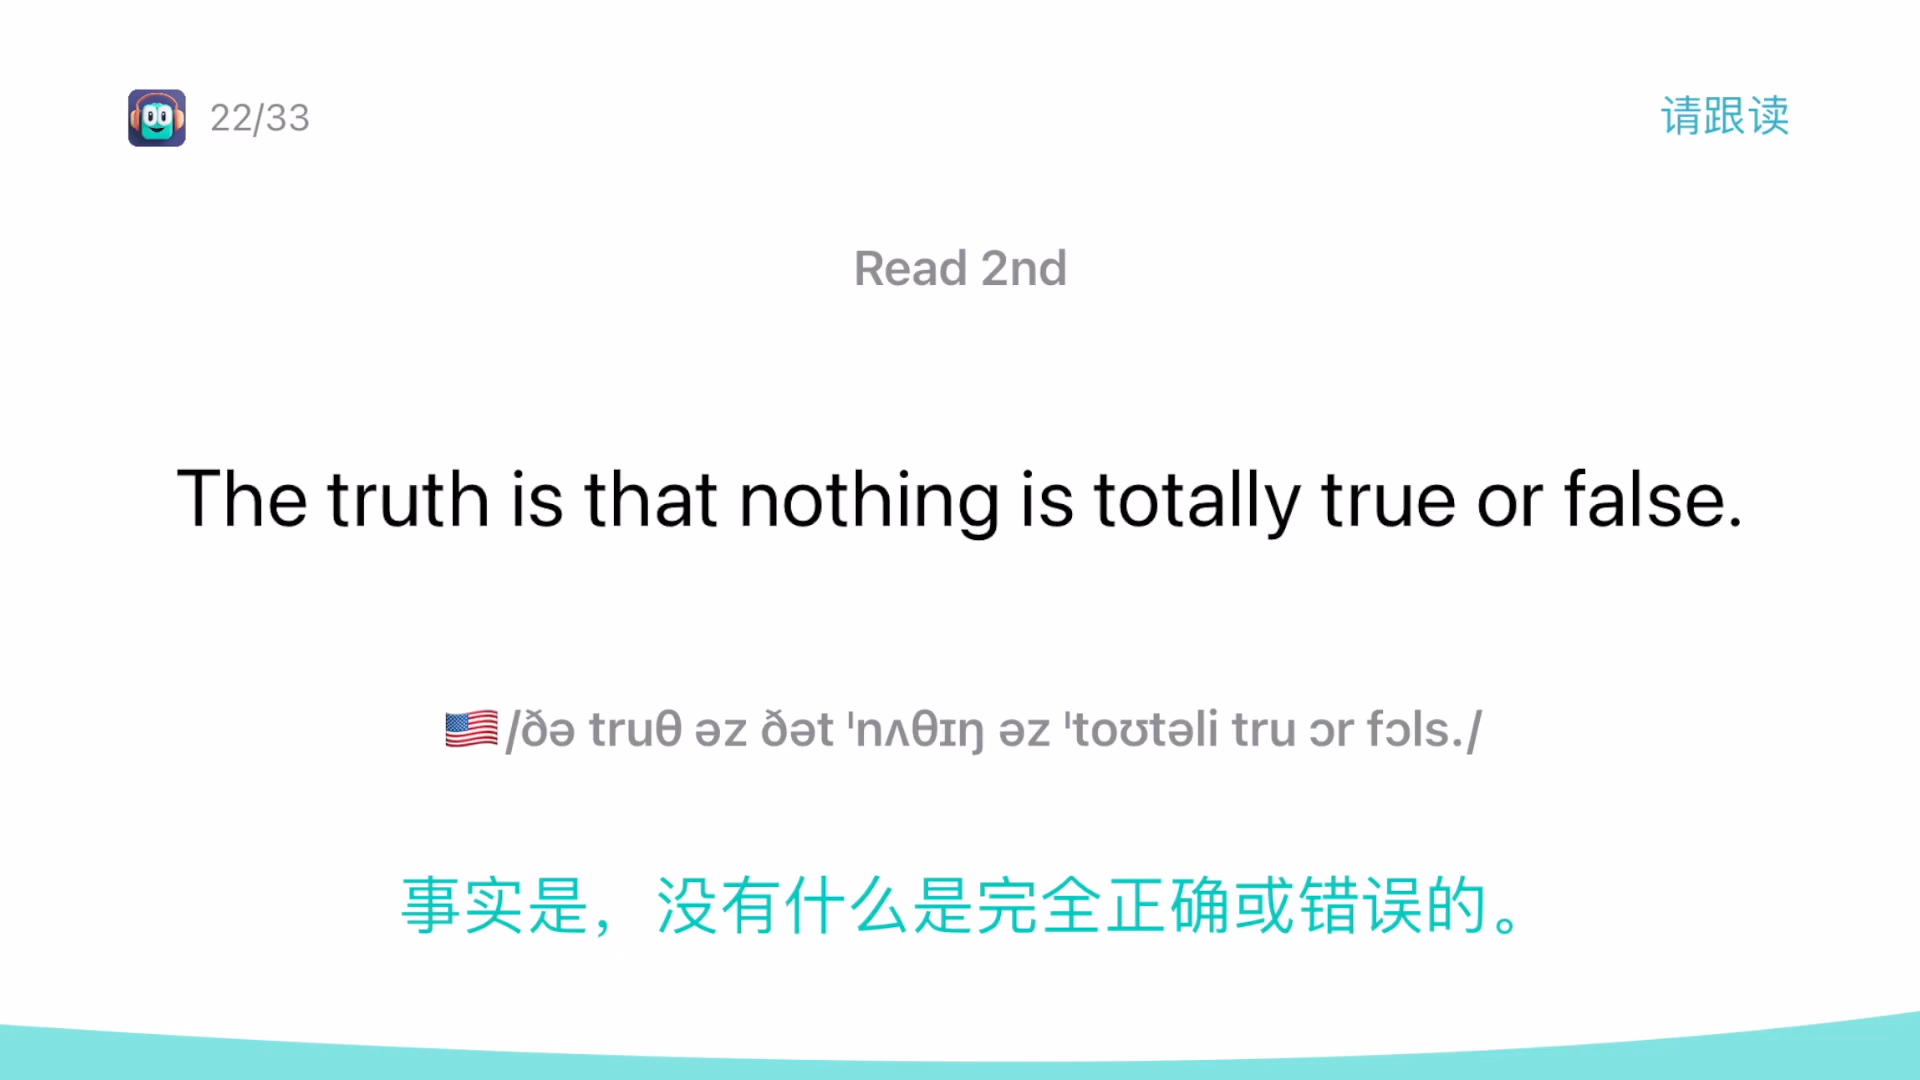 22/33
请跟读
Read 2nd
The truth is that nothing is totally true or false.
/ðə truθ əz ðət ˈnʌθɪŋ əz ˈtoʊtəli tru ɔr fɔls./
事实是，没有什么是完全正确或错误的。